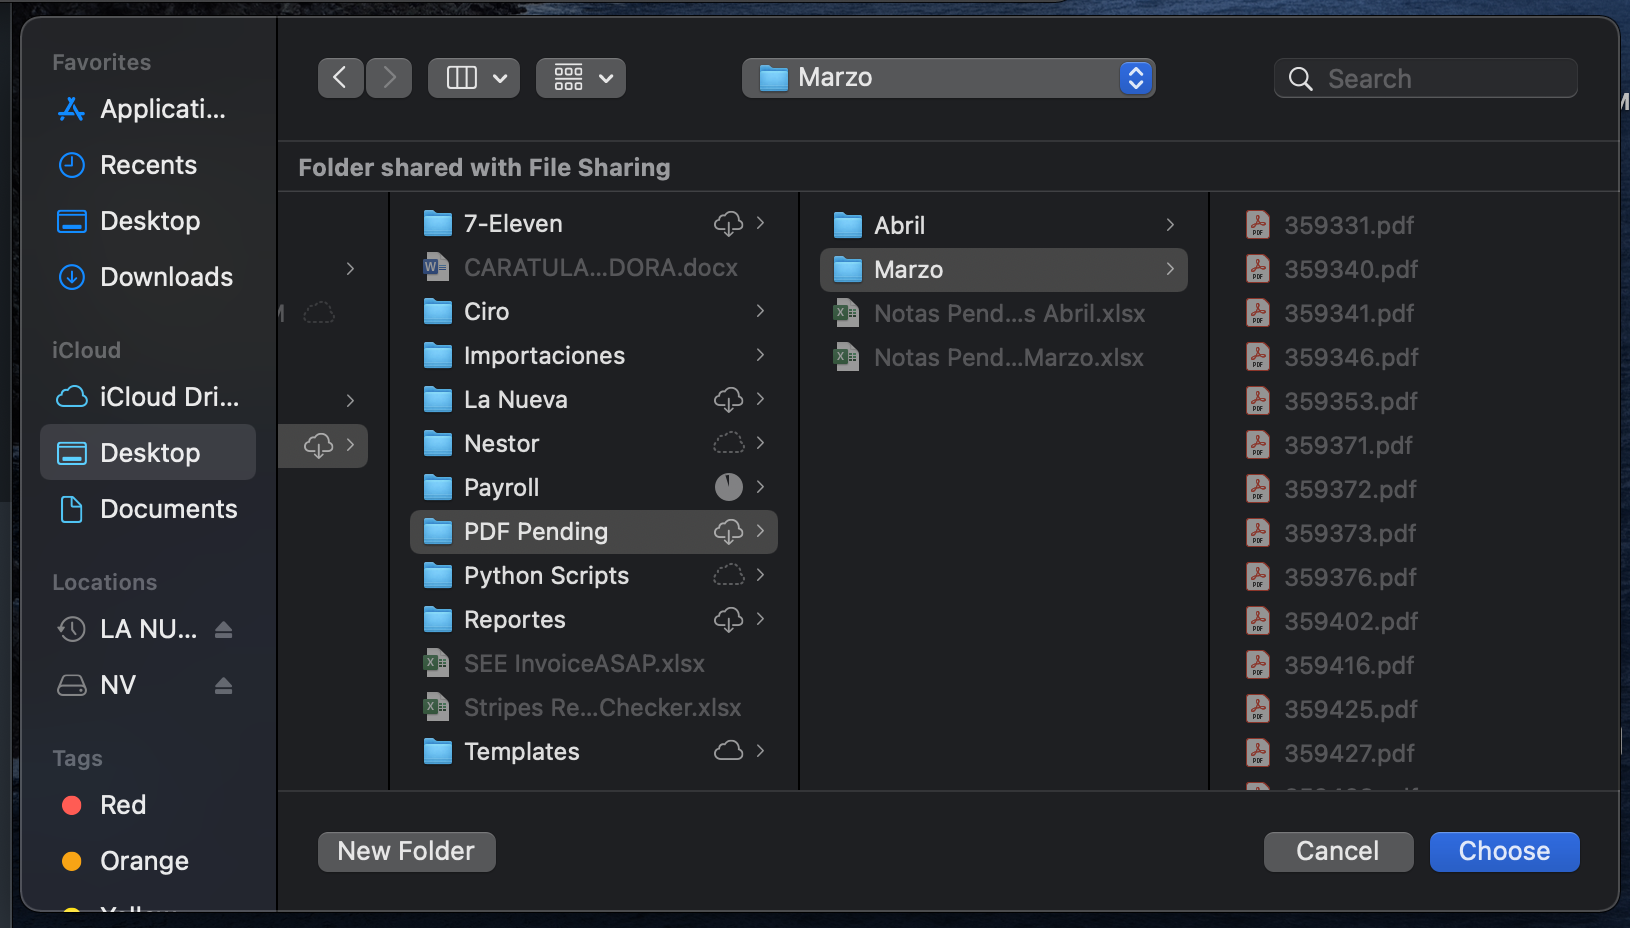 Favorites
Applicati...
Recents
Desktop
Downloads
iCloud
iCloud Dri...
Desktop
Documents
Locations
LA NU...
NV
Tags
Red
Orange
Yellow
Marzo
Search
Folder shared with File Sharing
7-Eleven
CARATULA...DORA.docx
Ciro
Importaciones
La Nueva
Nestor
Payroll
PDF Pending
Python Scripts
Reportes
SEE InvoiceASAP.xlsx
Stripes Re...Checker.xlsx
Templates
Abril
Marzo
Notas Pend...s Abril.xlsx
Notas Pend...Marzo.xlsx
359331.pdf
359340.pdf
359341.pdf
359346.pdf
359353.pdf
359371.pdf
359372.pdf
359373.pdf
359376.pdf
359402.pdf
359416.pdf
359425.pdf
359427.pdf
New Folder
Cancel
Choose